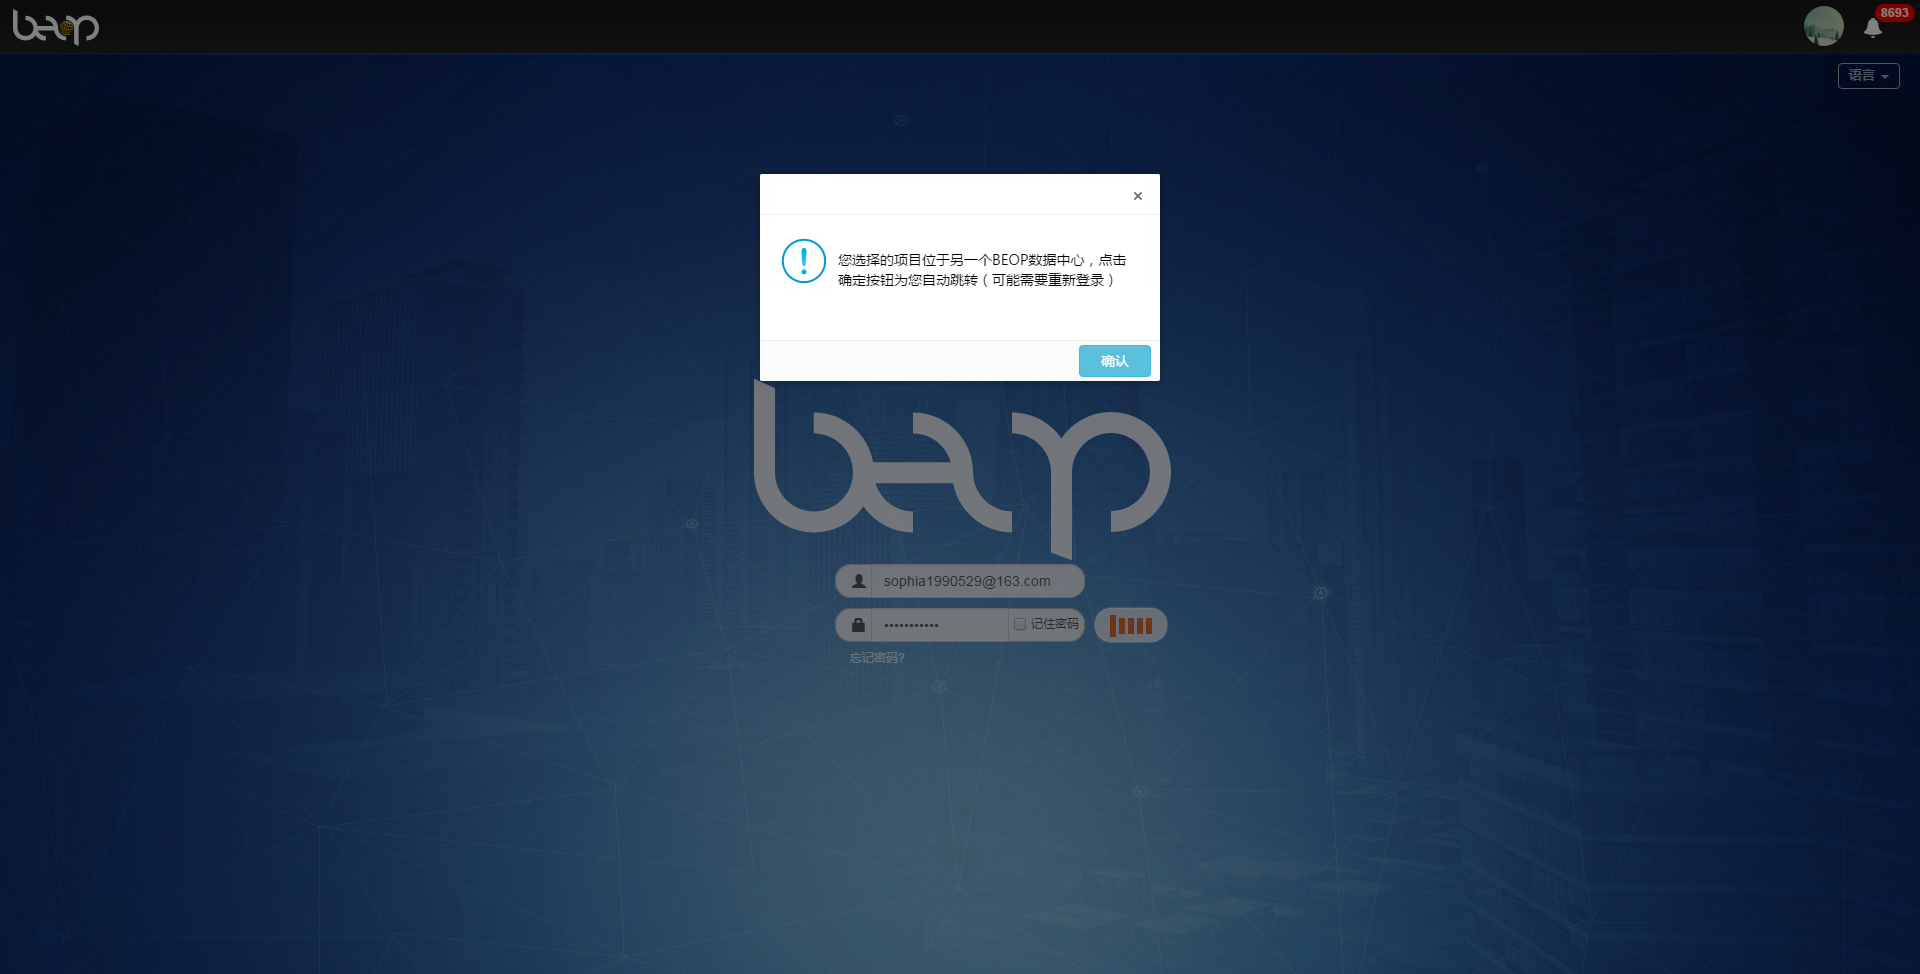 beop
8693
语言
×
您选择的项目位于另一个BEOP数据中心，点击
确定按钮为您自动跳转（可能需要重新登录）
确认
beop
sophia1990529@163.com
•••••••••••
记住密码
忘记密码?